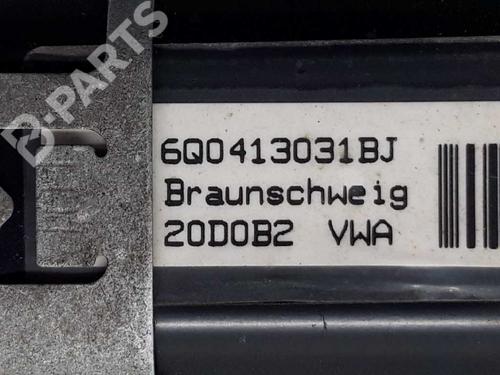 B-PARTS
6Q0413031BJ
Braunschweig
20D0B2 VWA